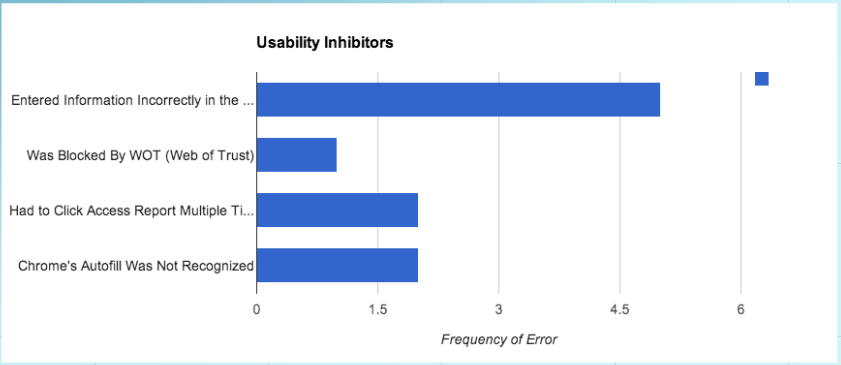 Usability Inhibitors
Entered Information Incorrectly in the ...
Was Blocked By WOT (Web of Trust)
Had to Click Access Report Multiple Ti...
Chrome's Autofill Was Not Recognized
0 1.5 3 4.5 6
Frequency of Error